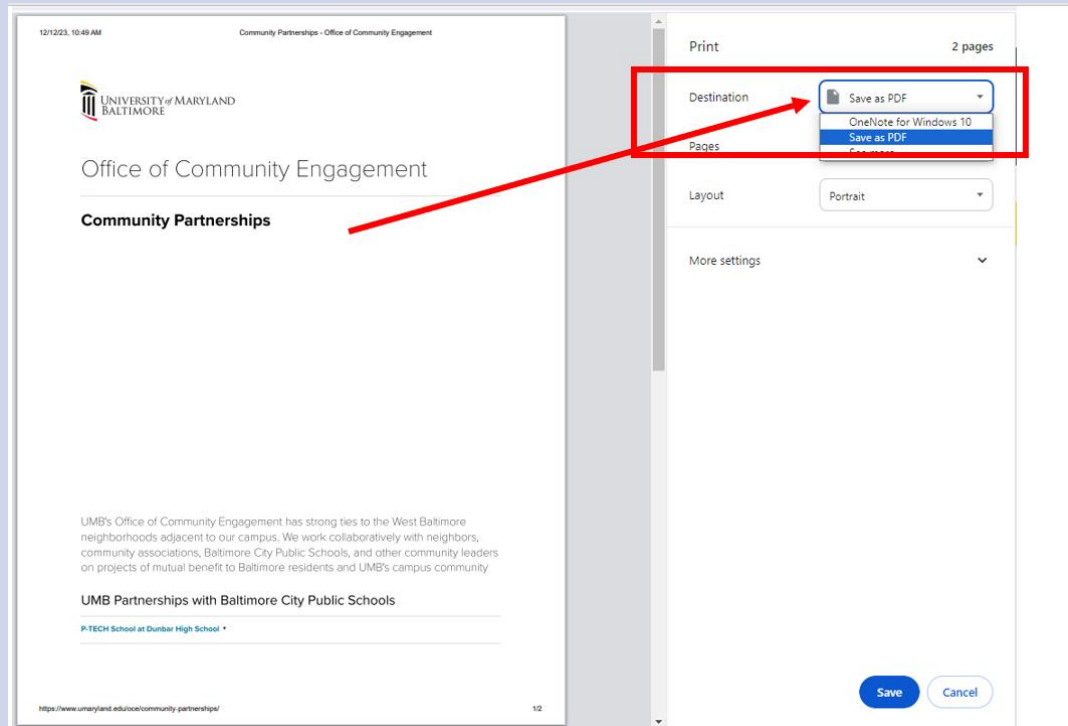 12/12/23, 10:49 AM
Community Partnerships - Office of Community Engagement
UNIVERSITY of MARYLAND
BALTIMORE
Office of Community Engagement
Community Partnerships
UMB's Office of Community Engagement has strong ties to the West Baltimore
neighborhoods adjacent to our campus. We work collaboratively with neighbors,
community associations, Baltimore City Public Schools, and other community leaders
on projects of mutual benefit to Baltimore residents and UMB's campus community
UMB Partnerships with Baltimore City Public Schools
P-TECH School at Dunbar High School
https://www.umaryland.edu/oce/community-partnerships/
1/2
Print
2 pages
Destination
Save as PDF
OneNote for Windows 10
Save as PDF
See more
Pages
Layout
Portrait
More settings
Save
Cancel